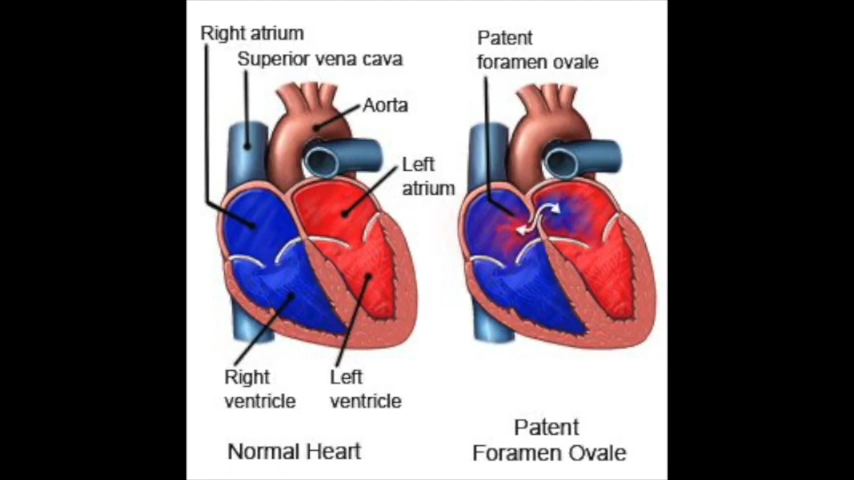 Right atrium
Superior vena cava
Aorta
Left
atrium
Right
ventricle
Left
ventricle
Normal Heart
Patent
foramen ovale
Patent
Foramen Ovale